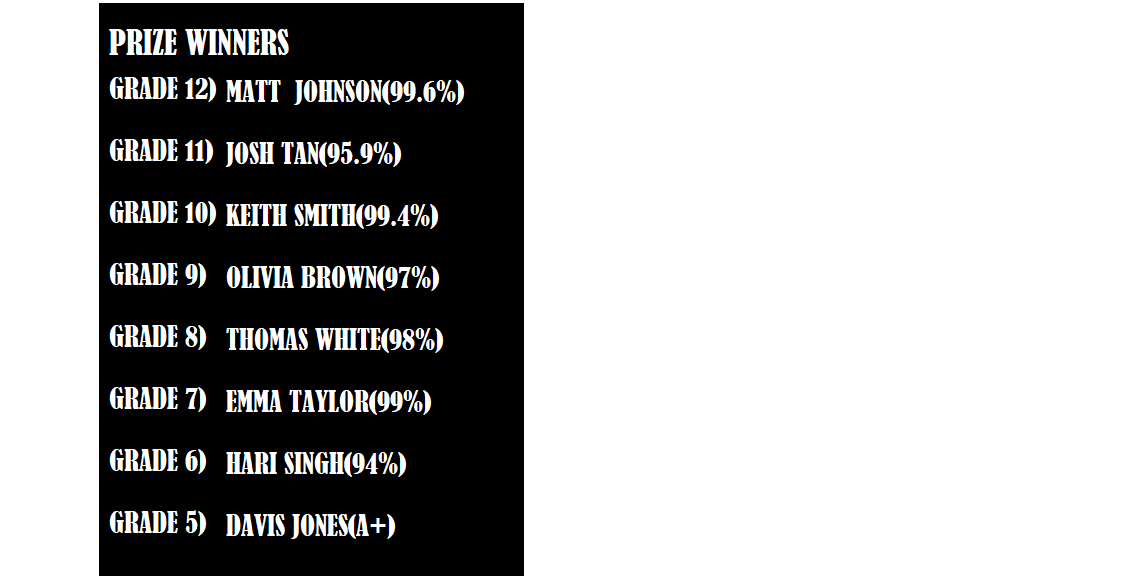 PRIZE WINNERS
GRADE 12) MATT JOHNSON(99.6%)
GRADE 11) JOSH TAN(95.9%)
GRADE 10) KEITH SMITH(99.4%)
GRADE 9) OLIVIA BROWN(97%)
GRADE 8) THOMAS WHITE(98%)
GRADE 7) EMMA TAYLOR(99%)
GRADE 6) HARI SINGH(94%)
GRADE 5) DAVIS JONES(A+)